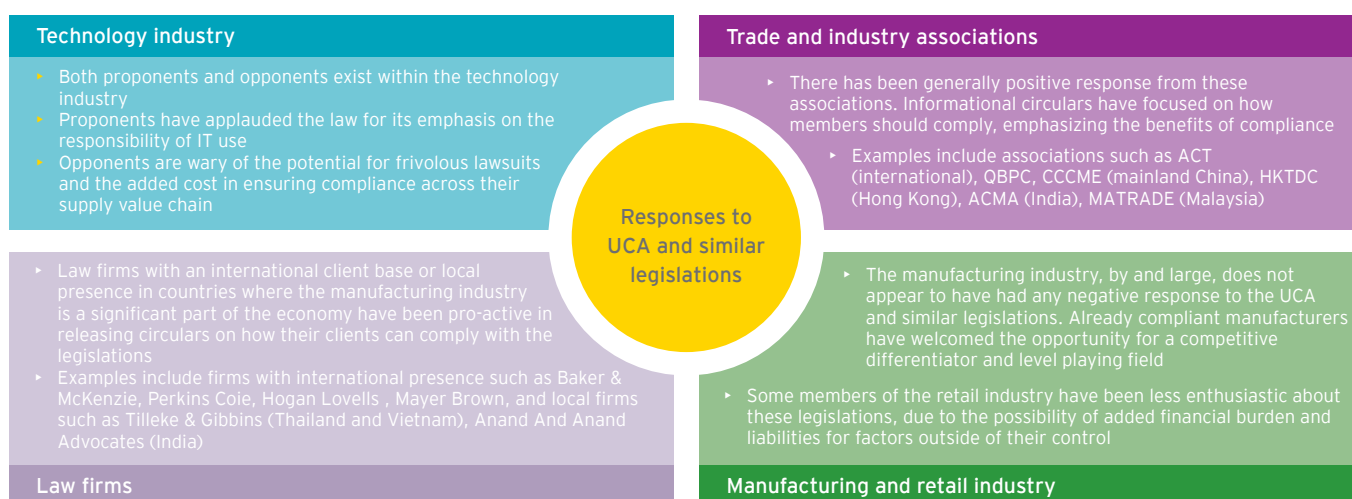 Technology industry
‣ Both proponents and opponents exist within the technology
industry
‣ Proponents have applauded the law for its emphasis on the
responsibility of IT use
‣ Opponents are wary of the potential for frivolous lawsuits
and the added cost in ensuring compliance across their
supply value chain
Trade and industry associations
‣ There has been generally positive response from these
associations. Informational circulars have focused on how
members should comply, emphasizing the benefits of compliance
‣ Examples include associations such as ACT
(international), QBPC, CCCME (mainland China), HKTDC
(Hong Kong), ACMA (India), MATRADE (Malaysia)
Responses to
UCA and similar
legislations
‣ Law firms with an international client base or local
presence in countries where the manufacturing industry
is a significant part of the economy have been pro-active in
releasing circulars on how their clients can comply with the
legislations
‣ Examples include firms with international presence such as Baker &
McKenzie, Perkins Coie, Hogan Lovells , Mayer Brown, and local firms
such as Tilleke & Gibbins (Thailand and Vietnam), Anand And Anand
Advocates (India)
Law firms
‣ The manufacturing industry, by and large, does not
appear to have had any negative response to the UCA
and similar legislations. Already compliant manufacturers
have welcomed the opportunity for a competitive
differentiator and level playing field
‣ Some members of the retail industry have been less enthusiastic about
these legislations, due to the possibility of added financial burden and
liabilities for factors outside of their control
Manufacturing and retail industry